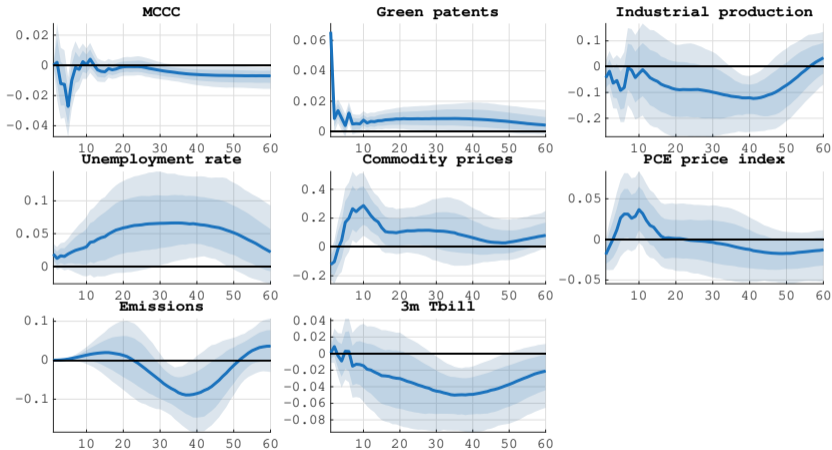 MCCC
0.02
0
−0.02
−0.04
10 20 30 40 50 60
Green patents
0.06
0.04
0.02
0
10 20 30 40 50 60
Industrial production
0.1
0
−0.1
−0.2
10 20 30 40 50 60
Unemployment rate
0.1
0.05
0
10 20 30 40 50 60
Commodity prices
0.4
0.2
0
−0.2
10 20 30 40 50 60
PCE price index
0.05
0
−0.05
10 20 30 40 50 60
Emissions
0.1
0
−0.1
10 20 30 40 50 60
3m Tbill
0.04
0.02
0
−0.02
−0.04
−0.06
−0.08
10 20 30 40 50 60